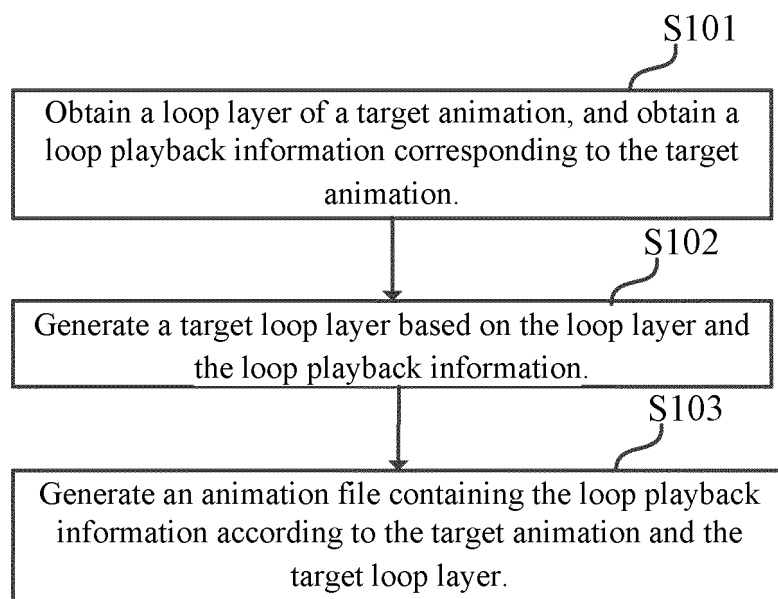 S101
Obtain a loop layer of a target animation, and obtain a
loop playback information corresponding to the target
animation.
S102
Generate a target loop layer based on the loop layer and
the loop playback information.
S103
Generate an animation file containing the loop playback
information according to the target animation and the
target loop layer.